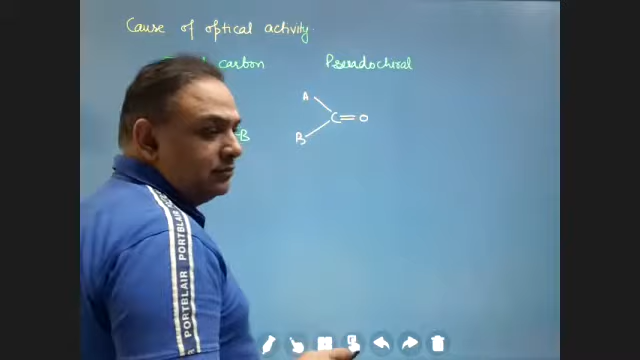 Cause of optical activity.
carbon
Pseudochiral
A
C=O
B
B
PORTBLAIR PORTBLAIR